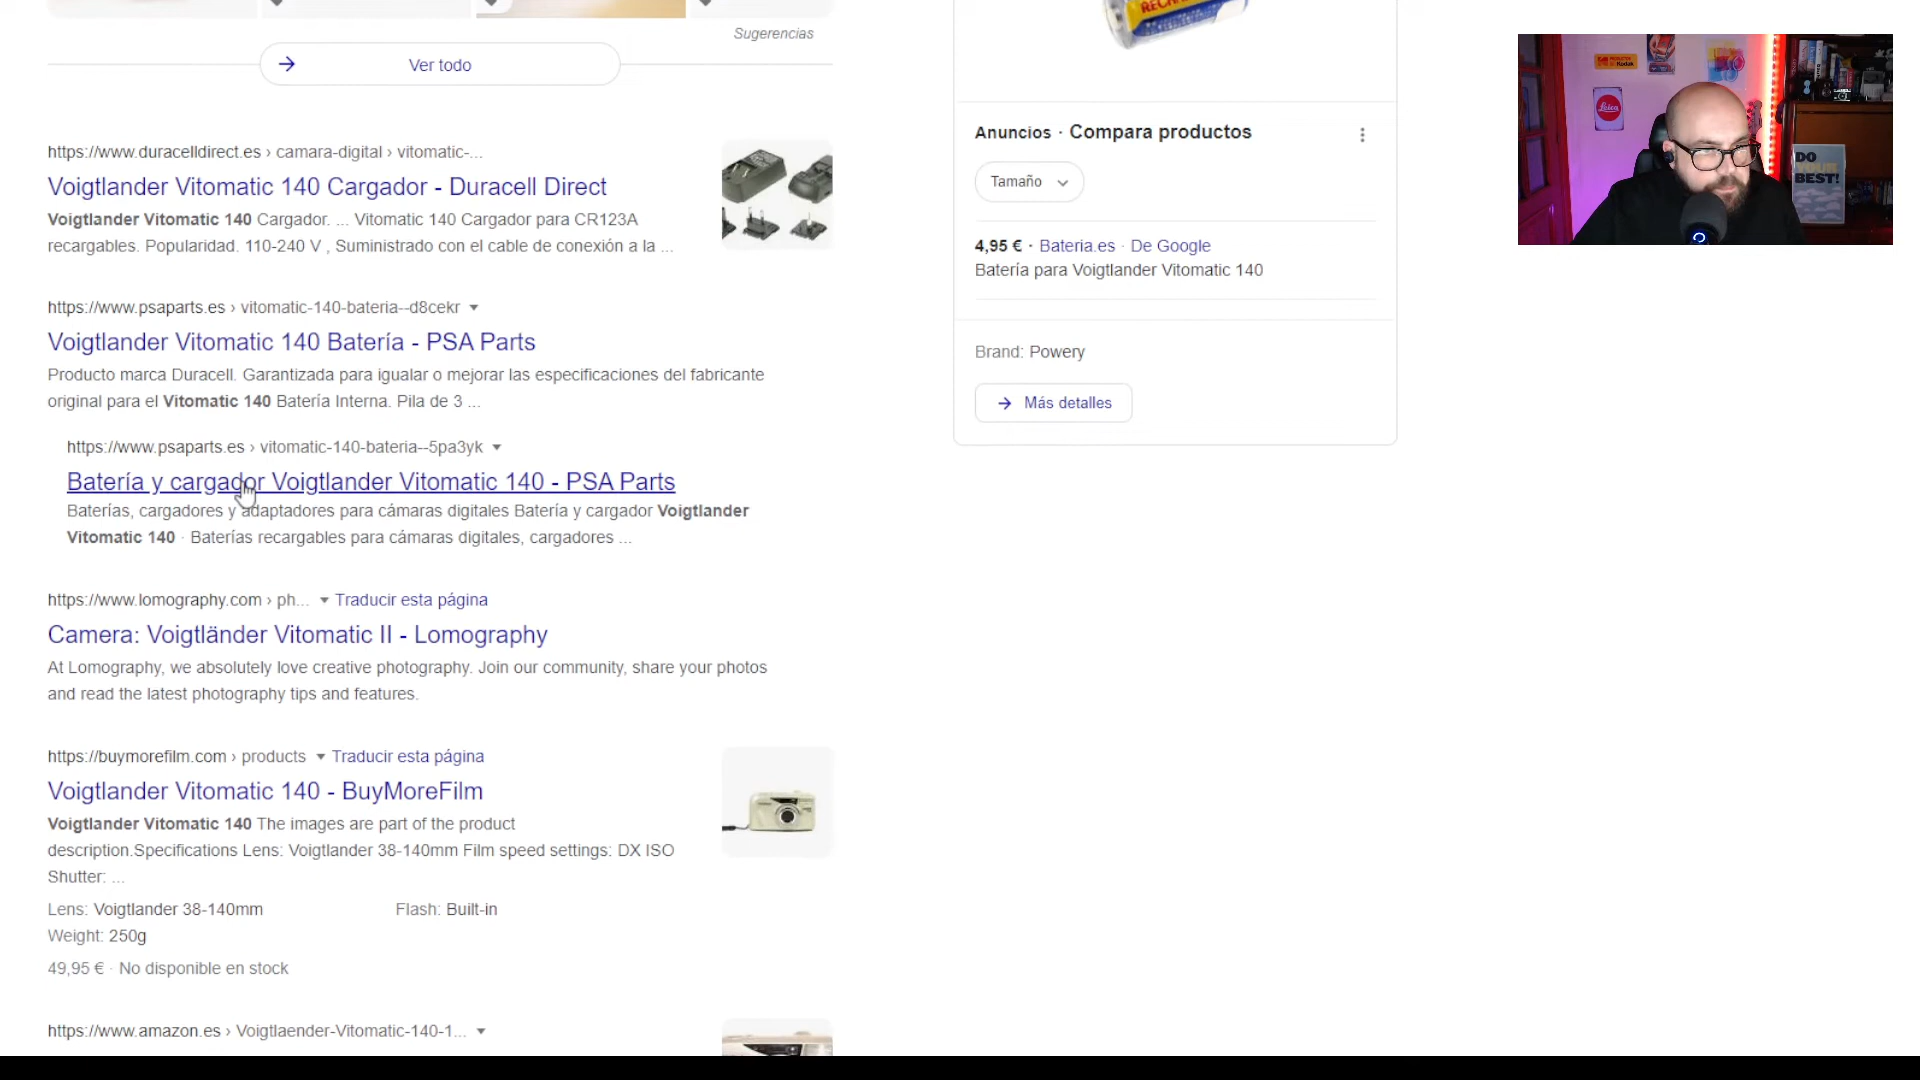 Sugerencias
Ver todo
https://www.duracelldirect.es › camara-digital › vitomatic-...
Voigtlander Vitomatic 140 Cargador - Duracell Direct
Voigtlander Vitomatic 140 Cargador. ... Vitomatic 140 Cargador para CR123A
recargables. Popularidad. 110-240 V , Suministrado con el cable de conexión a la ...
https://www.psaparts.es › vitomatic-140-bateria--d8cekr
Voigtlander Vitomatic 140 Batería - PSA Parts
Producto marca Duracell. Garantizada para igualar o mejorar las especificaciones del fabricante
original para el Vitomatic 140 Batería Interna. Pila de 3 ...
https://www.psaparts.es › vitomatic-140-bateria--5pa3yk
Batería y cargador Voigtlander Vitomatic 140 - PSA Parts
Baterías, cargadores y adaptadores para cámaras digitales Batería y cargador Voigtlander
Vitomatic 140 · Baterías recargables para cámaras digitales, cargadores ...
https://www.lomography.com › ph... Traducir esta página
Camera: Voigtländer Vitomatic II - Lomography
At Lomography, we absolutely love creative photography. Join our community, share your photos
and read the latest photography tips and features.
https://buymorefilm.com › products Traducir esta página
Voigtlander Vitomatic 140 - BuyMoreFilm
Voigtlander Vitomatic 140 The images are part of the product
description.Specifications Lens: Voigtlander 38-140mm Film speed settings: DX ISO
Shutter: ...
Lens: Voigtlander 38-140mm Flash: Built-in
Weight: 250g
49,95 € · No disponible en stock
https://www.amazon.es › Voigtlaender-Vitomatic-140-1...
Anuncios · Compara productos
Tamaño
4,95 € · Bateria.es · De Google
Batería para Voigtlander Vitomatic 140
Brand: Powery
Más detalles
Kodak
Leica
DO
YOUR
BEST!